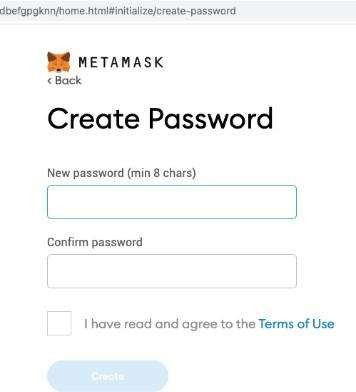 dbefgpgknn/home.html#initialize/create-password
METAMASK
< Back
Create Password
New password (min 8 chars)
Confirm password
I have read and agree to the Terms of Use
Create